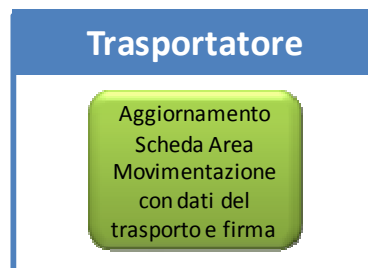 Trasportatore
Aggiornamento
Scheda Area
Movimentazione
con dati del
trasporto e firma